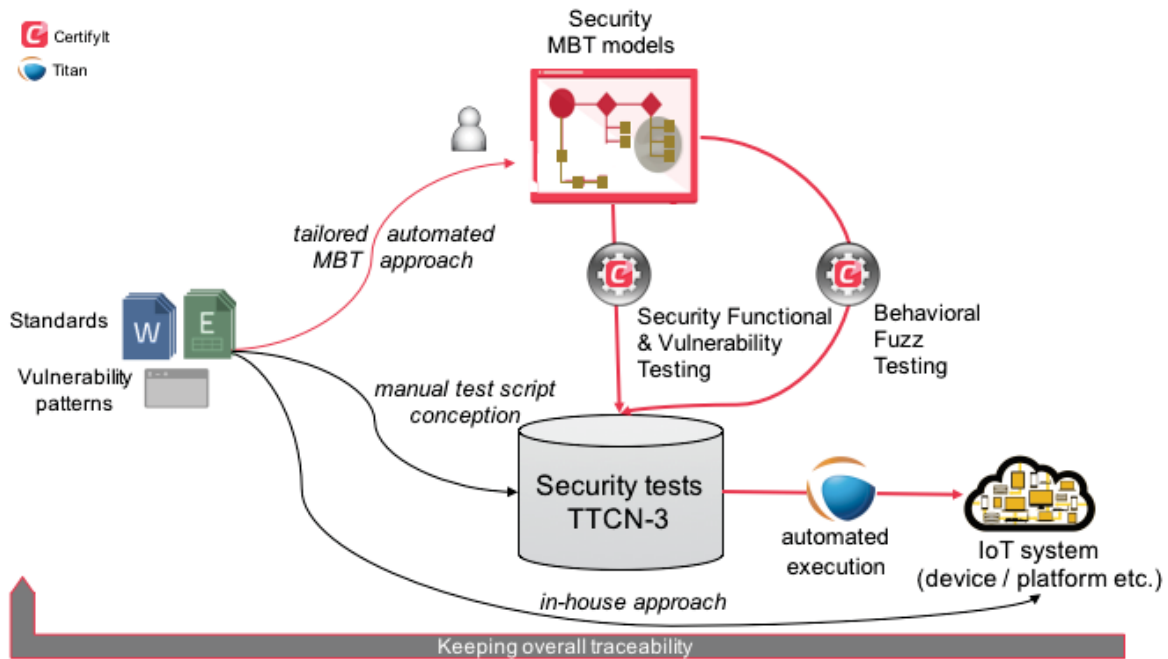 CertifyIt
Titan
Security
MBT models
tailored automated
MBT approach
Standards
W
E
Vulnerability
patterns
Security Functional
& Vulnerability
Testing
Behavioral
Fuzz
Testing
manual test script
conception
Security tests
TTCN-3
automated
execution
IoT system
(device / platform etc.)
in-house approach
Keeping overall traceability